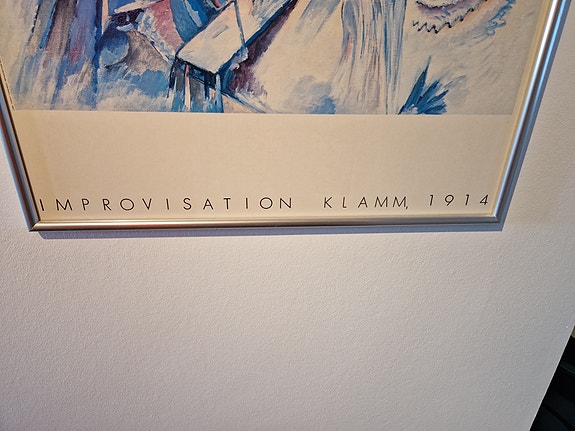 IMPROVISATION KLAMM, 1914